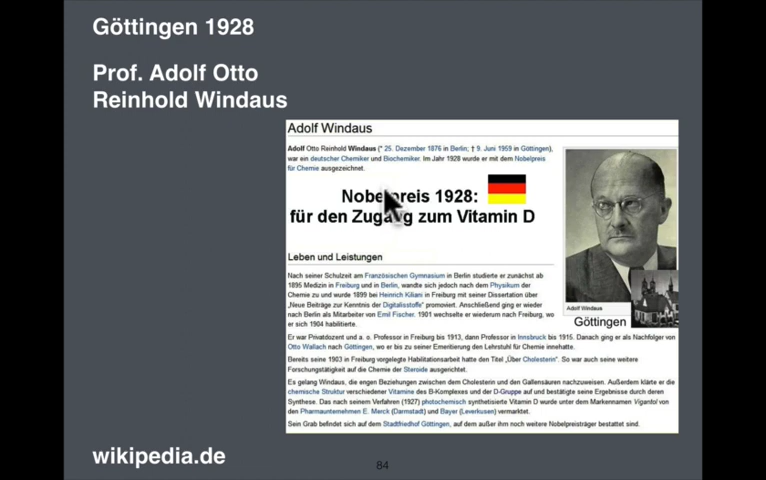 Göttingen 1928
Prof. Adolf Otto
Reinhold Windaus
Adolf Windaus
Adolf Otto Reinhold Windaus (* 25. Dezember 1876 in Berlin; † 9. Juni 1959 in Göttingen),
war ein deutscher Chemiker und Biochemiker. Im Jahr 1928 wurde er mit dem Nobelpreis
für Chemie ausgezeichnet.
Nobelpreis 1928:
für den Zugang zum Vitamin D
Leben und Leistungen
Nach seiner Schulzeit am Französischen Gymnasium in Berlin studierte er zunächst ab
1895 Medizin in Freiburg und in Berlin, wandte sich jedoch nach dem Physikum der
Chemie zu und wurde 1899 bei Heinrich Kiliani in Freiburg mit seiner Dissertation über
„Neue Beiträge zur Kenntnis der Digitalisstoffe“ promoviert. Anschließend ging er wieder
nach Berlin als Mitarbeiter von Emil Fischer. 1901 wechselte er wiederum nach Freiburg, wo
er sich 1904 habilitierte.
Er war Privatdozent und a. o. Professor in Freiburg bis 1913, dann Professor in Innsbruck bis 1915. Danach ging er als Nachfolger von
Otto Wallach nach Göttingen, wo er bis zu seiner Emeritierung den Lehrstuhl für Chemie innehatte.
Bereits seine 1903 in Freiburg vorgelegte Habilitationsarbeit hatte den Titel „Über Cholesterin“. So war auch seine weitere
Forschungstätigkeit auf die Chemie der Steroide ausgerichtet.
Es gelang Windaus, die engen Beziehungen zwischen dem Cholesterin und den Gallensäuren nachzuweisen. Außerdem klärte er die
chemische Struktur verschiedener Vitamine des B-Komplexes und der D-Gruppe auf und bestätigte seine Ergebnisse durch deren
Synthese. Das nach seinem Verfahren (1927) photochemisch synthetisierte Vitamin D wurde unter dem Markennamen Vigantol von
den Pharmaunternehmen E. Merck (Darmstadt) und Bayer (Leverkusen) vermarktet.
Sein Grab befindet sich auf dem Stadtfriedhof Göttingen, auf dem außer ihm noch weitere Nobelpreisträger bestattet sind.
Adolf Windaus
Göttingen
wikipedia.de
84